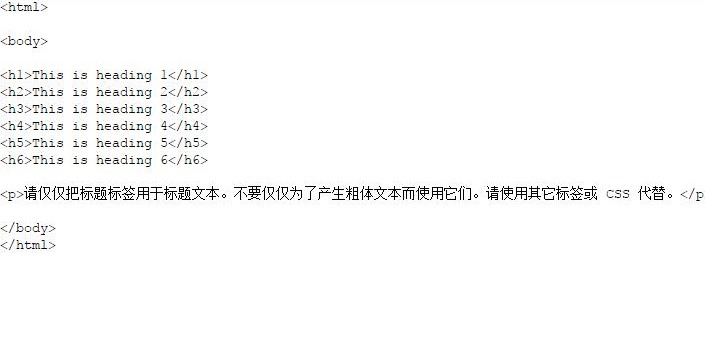 <html>
<body>
<h1>This is heading 1</h1>
<h2>This is heading 2</h2>
<h3>This is heading 3</h3>
<h4>This is heading 4</h4>
<h5>This is heading 5</h5>
<h6>This is heading 6</h6>
<p>请仅仅把标题标签用于标题文本。不要仅仅为了产生粗体文本而使用它们。请使用其它标签或 CSS 代替。</p
</body>
</html>